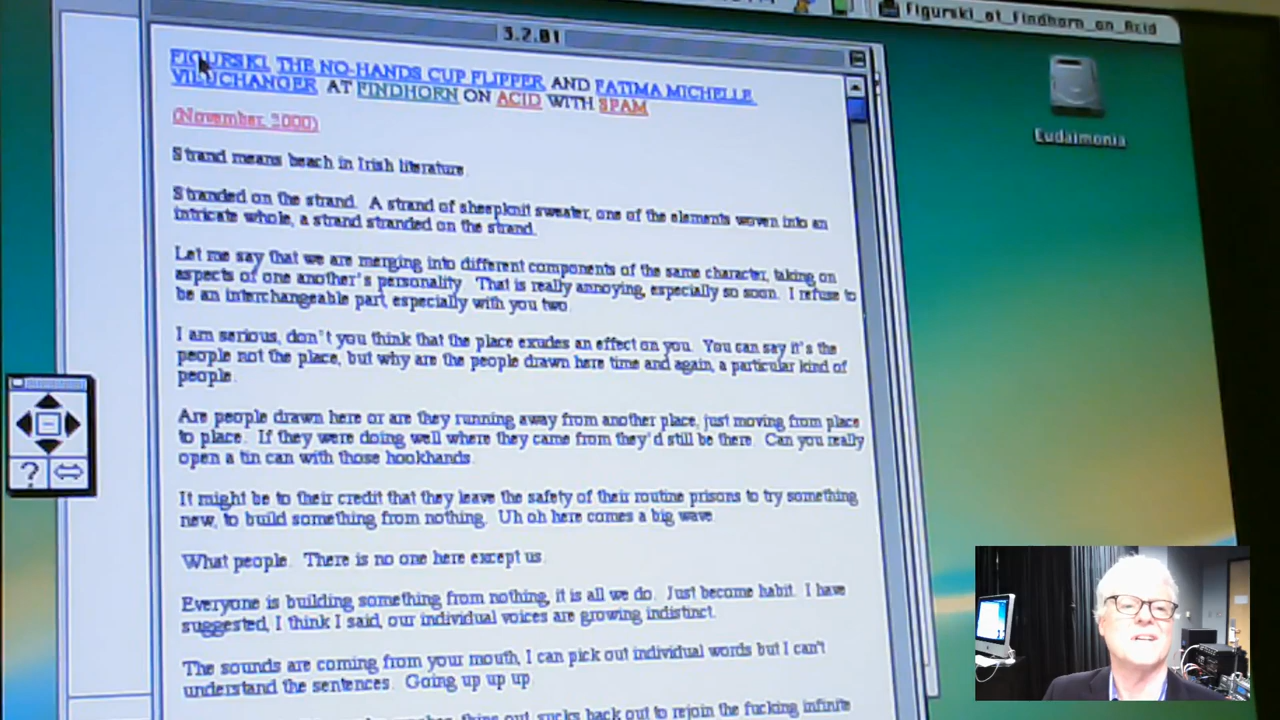 Figurski_at_Findhorn_on_Acid
3.2.01
FIGURSKI, THE NO-HANDS CUP FLIPPER AND FATIMA MICHELLE
VIEUCHANGER AT FINDHORN ON ACID WITH SPAM
(November, 2000)
Strand means beach in Irish literature.
Stranded on the strand. A strand of sheepknit sweater, one of the elements woven into an
intricate whole, a strand stranded on the strand.
Let me say that we are merging into different components of the same character, taking on
aspects of one another's personality. That is really annoying, especially so soon. I refuse to
be an interchangeable part, especially with you two.
I am serious, don't you think that the place exudes an effect on you. You can say it's the
people not the place, but why are the people drawn here time and again, a particular kind of
people.
Are people drawn here or are they running away from another place, just moving from place
to place. If they were doing well where they came from they'd still be there. Can you really
open a tin can with those hookhands.
It might be to their credit that they leave the safety of their routine prisons to try something
new, to build something from nothing. Uh oh here comes a big wave.
What people. There is no one here except us.
Everyone is building something from nothing, it is all we do. Just become habit. I have
suggested, I think I said, our individual voices are growing indistinct.
The sounds are coming from your mouth, I can pick out individual words but I can't
understand the sentences. Going up up up.
thins out, sucks back out to rejoin the fucking infinite
Eudaimonia
?